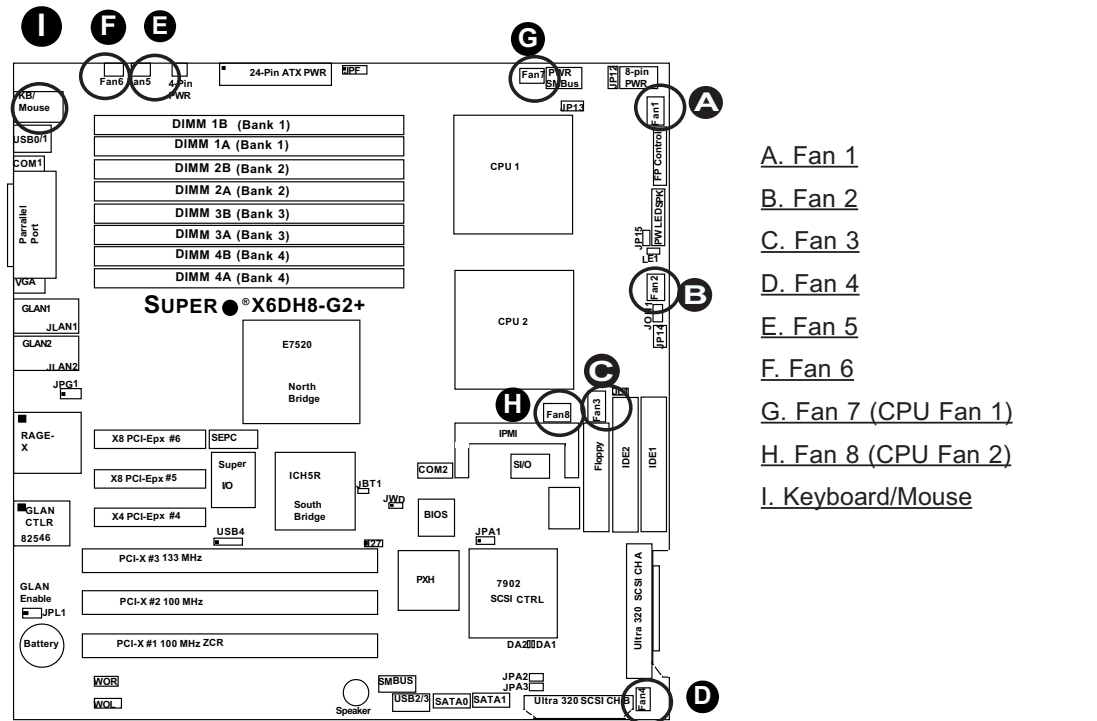 I
F
E
G
Fan6
Fan5
4-Pin
PWR
24-Pin ATX PWR
JPF
Fan7
PWR
SMBus
JP12
8-pin
PWR
KB/
Mouse
JP13
Fan1
A
USB0/1
COM1
Parrallel
Port
VGA
DIMM 1B (Bank 1)
DIMM 1A (Bank 1)
DIMM 2B (Bank 2)
DIMM 2A (Bank 2)
DIMM 3B (Bank 3)
DIMM 3A (Bank 3)
DIMM 4B (Bank 4)
DIMM 4A (Bank 4)
CPU 1
FP Control
PWLEDSPK
JP15
LE1
SUPER ® X6DH8-G2+
GLAN1
JLAN1
GLAN2
JLAN2
JPG1
E7520
North
Bridge
CPU 2
Fan2
B
JOH1
JP14
C
H
Fan8
Fan3
RAGE-
X
X8 PCI-Epx #6
SEPC
X8 PCI-Epx #5
Super
I/O
ICH5R
South
Bridge
JBT1
COM2
JWD
IPMI
SI/O
Floppy
IDE2
IDE1
GLAN
CTLR
82546
X4 PCI-Epx #4
USB4
BIOS
JPA1
PCI-X #3 133 MHz
PCI-X #2 100 MHz
PCI-X #1 100 MHz ZCR
PXH
7902
SCSI CTRL
Ultra 320 SCSI CH A
GLAN
Enable
JPL1
Battery
DA2
DA1
WOR
WOL
Speaker
SMBUS
USB2/3
SATA0
SATA1
JPA2
JPA3
Ultra 320 SCSI CH B
Fan4
D
A. Fan 1
B. Fan 2
C. Fan 3
D. Fan 4
E. Fan 5
F. Fan 6
G. Fan 7 (CPU Fan 1)
H. Fan 8 (CPU Fan 2)
I. Keyboard/Mouse